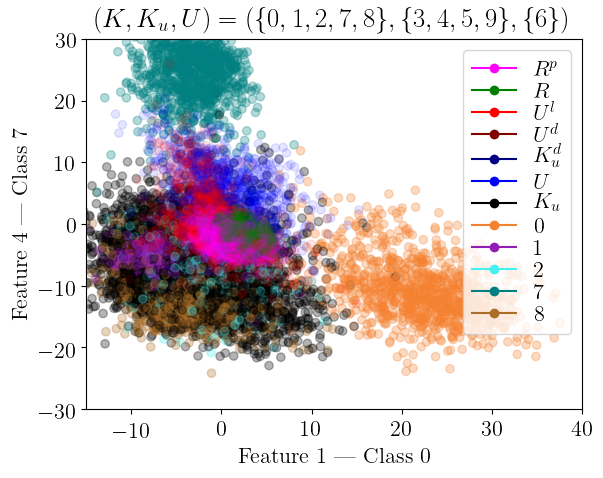 (K, K_u, U) = ({0, 1, 2, 7, 8}, {3, 4, 5, 9}, {6})
30
20
10
0
−10
−20
−30
Feature 4 — Class 7
R^p
R
U^l
U^d
K_u^d
U
K_u
0
1
2
7
8
−10
0
10
20
30
40
Feature 1 — Class 0